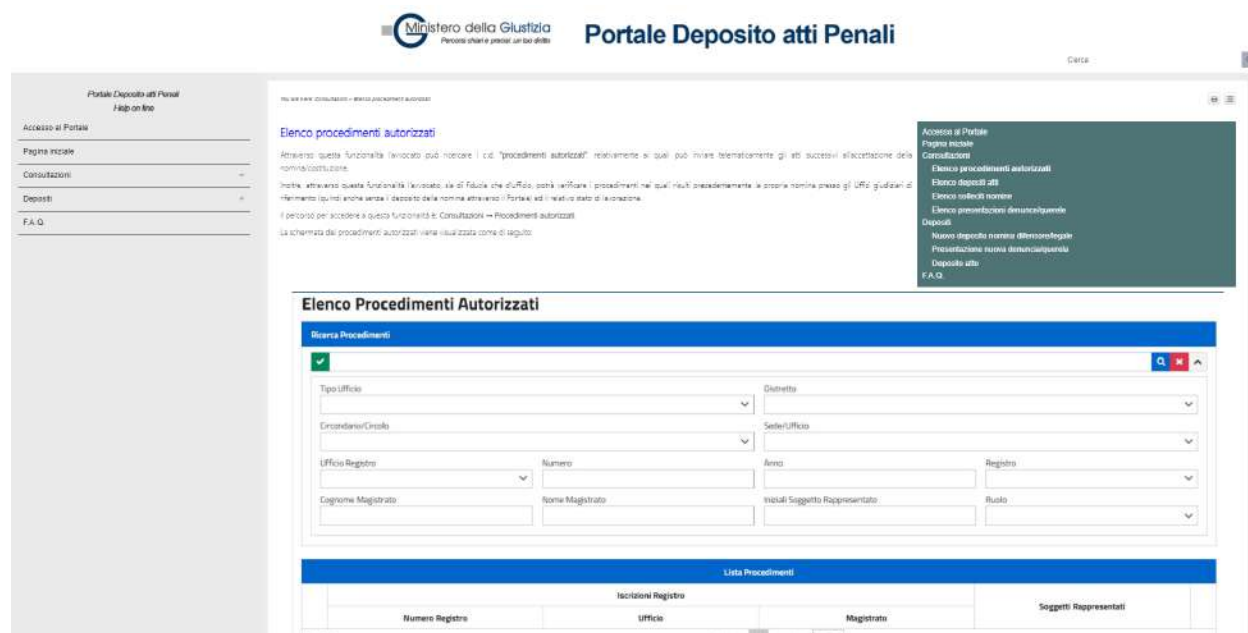 Ministero della Giustizia
Percorsi chiari e precisi, un tuo diritto
Portale Deposito atti Penali
Cerca
Portale Deposito atti Penali
Help on line
Accesso al Portale
Pagina iniziale
Consultazioni
Depositi
F.A.Q.
You are here: Consultazioni > Elenco procedimenti autorizzati
Elenco procedimenti autorizzati
Attraverso questa funzionalità l'avvocato può ricercare i c.d. "procedimenti autorizzati", relativamente ai quali può inviare telematicamente gli atti successivi all'accettazione della
nomina/costituzione.
Inoltre, attraverso questa funzionalità l'avvocato, sia di fiducia che d'ufficio, potrà verificare i procedimenti nei quali risulti precedentemente la propria nomina presso gli Uffici giudiziari di
riferimento (quindi anche senza il deposito della nomina attraverso il Portale) ed il relativo stato di lavorazione.
Il percorso per accedere a questa funzionalità è: Consultazioni → Procedimenti autorizzati
La schermata dei procedimenti autorizzati viene visualizzata come di seguito:
Accesso al Portale
Pagina iniziale
Consultazioni
Elenco procedimenti autorizzati
Elenco depositi atti
Elenco solleciti nomine
Elenco presentazioni denunce/querele
Depositi
Nuovo deposito nomina difensore/legale
Presentazione nuova denuncia/querela
Deposito atto
F.A.Q.
Elenco Procedimenti Autorizzati
Ricerca Procedimenti
Tipo Ufficio
Distretto
Circondario/Circolo
Sede/Ufficio
Ufficio Registro
Numero
Anno
Registro
Cognome Magistrato
Nome Magistrato
Iniziali Soggetto Rappresentato
Ruolo
Lista Procedimenti
Iscrizioni Registro
Soggetti Rappresentati
Numero Registro
Ufficio
Magistrato